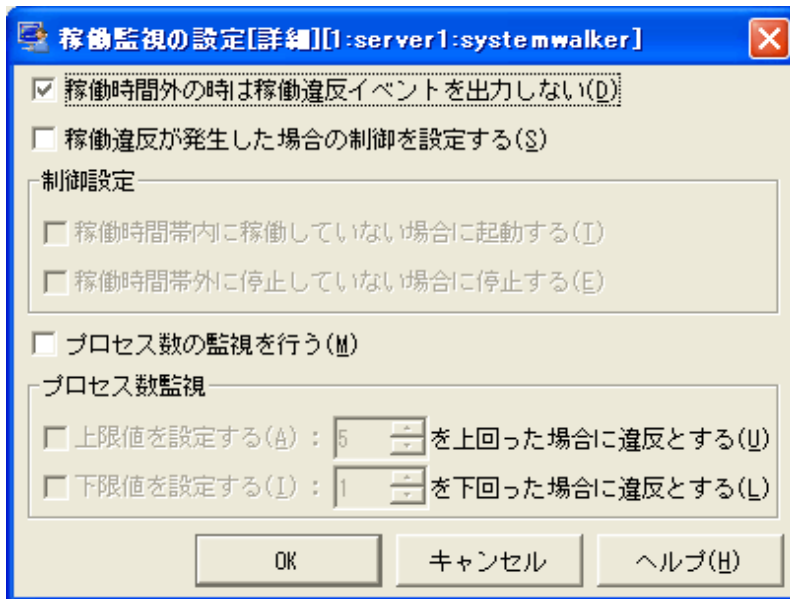 稼働監視の設定[詳細][1:server1:systemwalker]
稼働時間外の時は稼働違反イベントを出力しない(D)
稼働違反が発生した場合の制御を設定する(S)
制御設定
稼働時間帯内に稼働していない場合に起動する(T)
稼働時間帯外に停止していない場合に停止する(E)
プロセス数の監視を行う(M)
プロセス数監視
上限値を設定する(A) : 5 を上回った場合に違反とする(U)
下限値を設定する(I) : 1 を下回った場合に違反とする(L)
OK キャンセル ヘルプ(H)